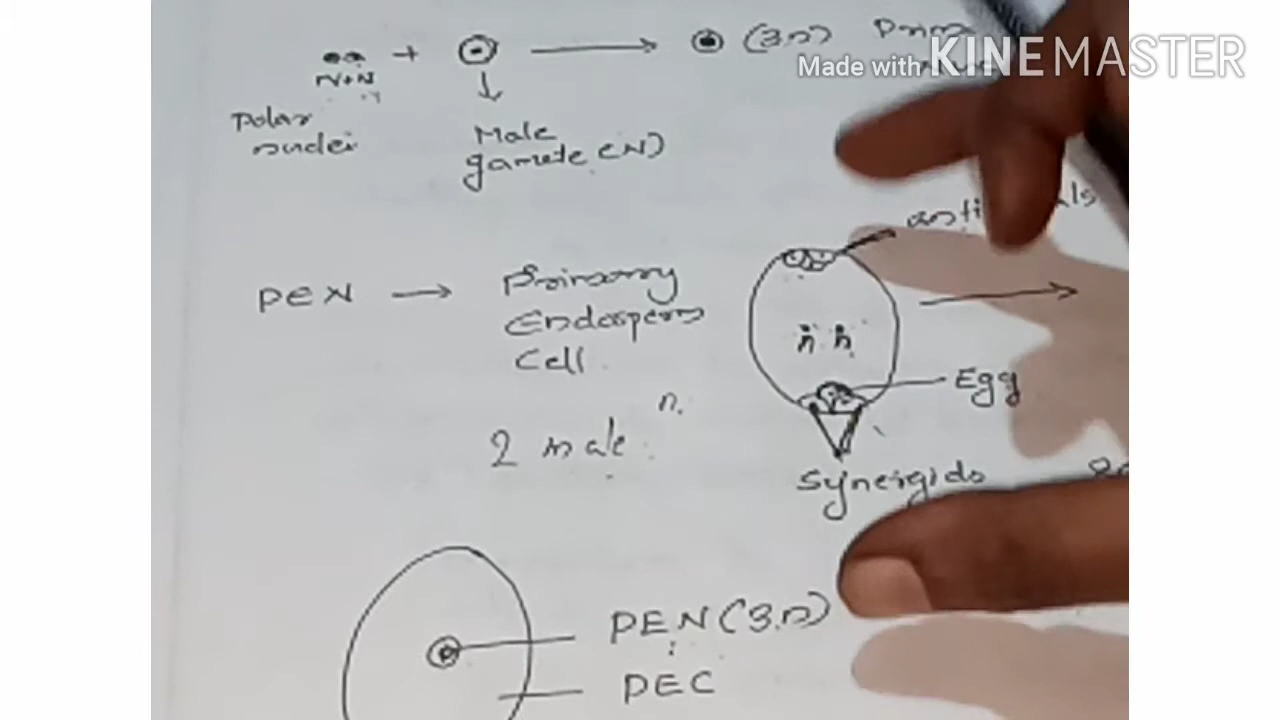 + (3n)
Made with KINEMASTER
N+N
Polar
nuclei
Male
gamete (N)
PEN → Primary
Endosperm
Cell
n n
Egg
n
2 male
Synergids
PEN (3n)
PEC